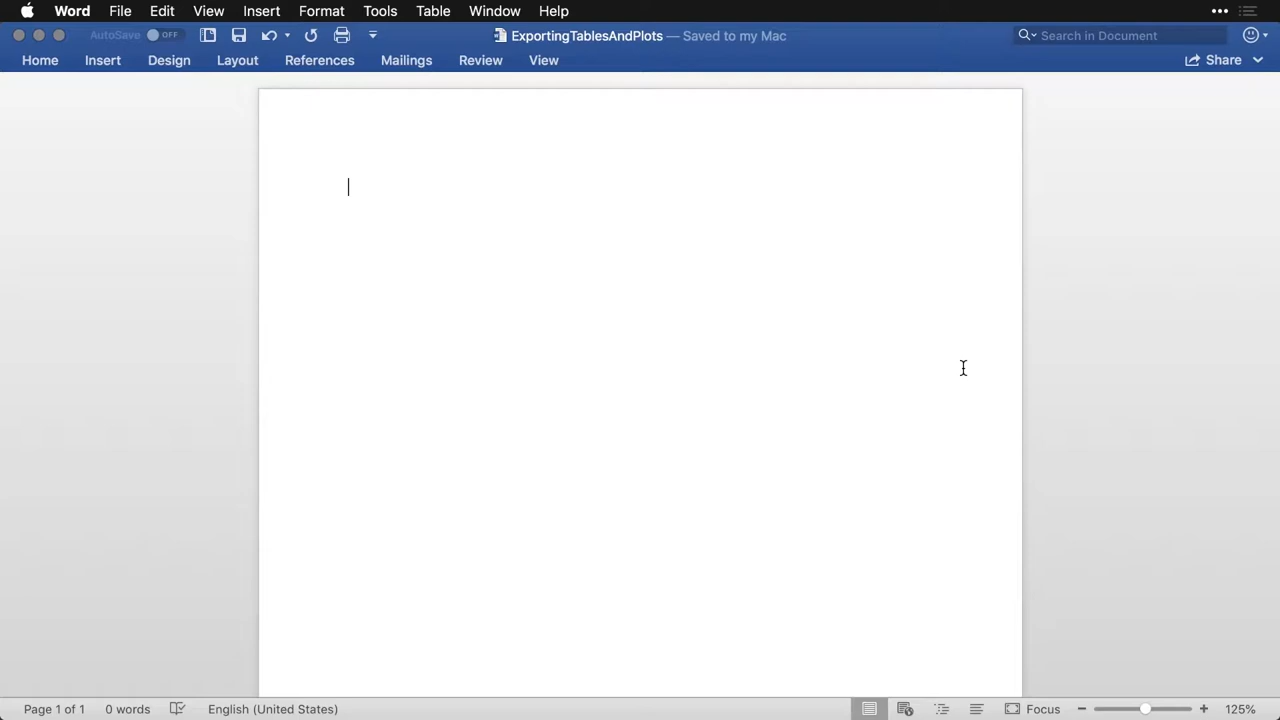 Word File Edit View Insert Format Tools Table Window Help
AutoSave OFF ExportingTablesAndPlots — Saved to my Mac Search in Document
Home Insert Design Layout References Mailings Review View Share
Page 1 of 1 0 words English (United States) Focus 125%